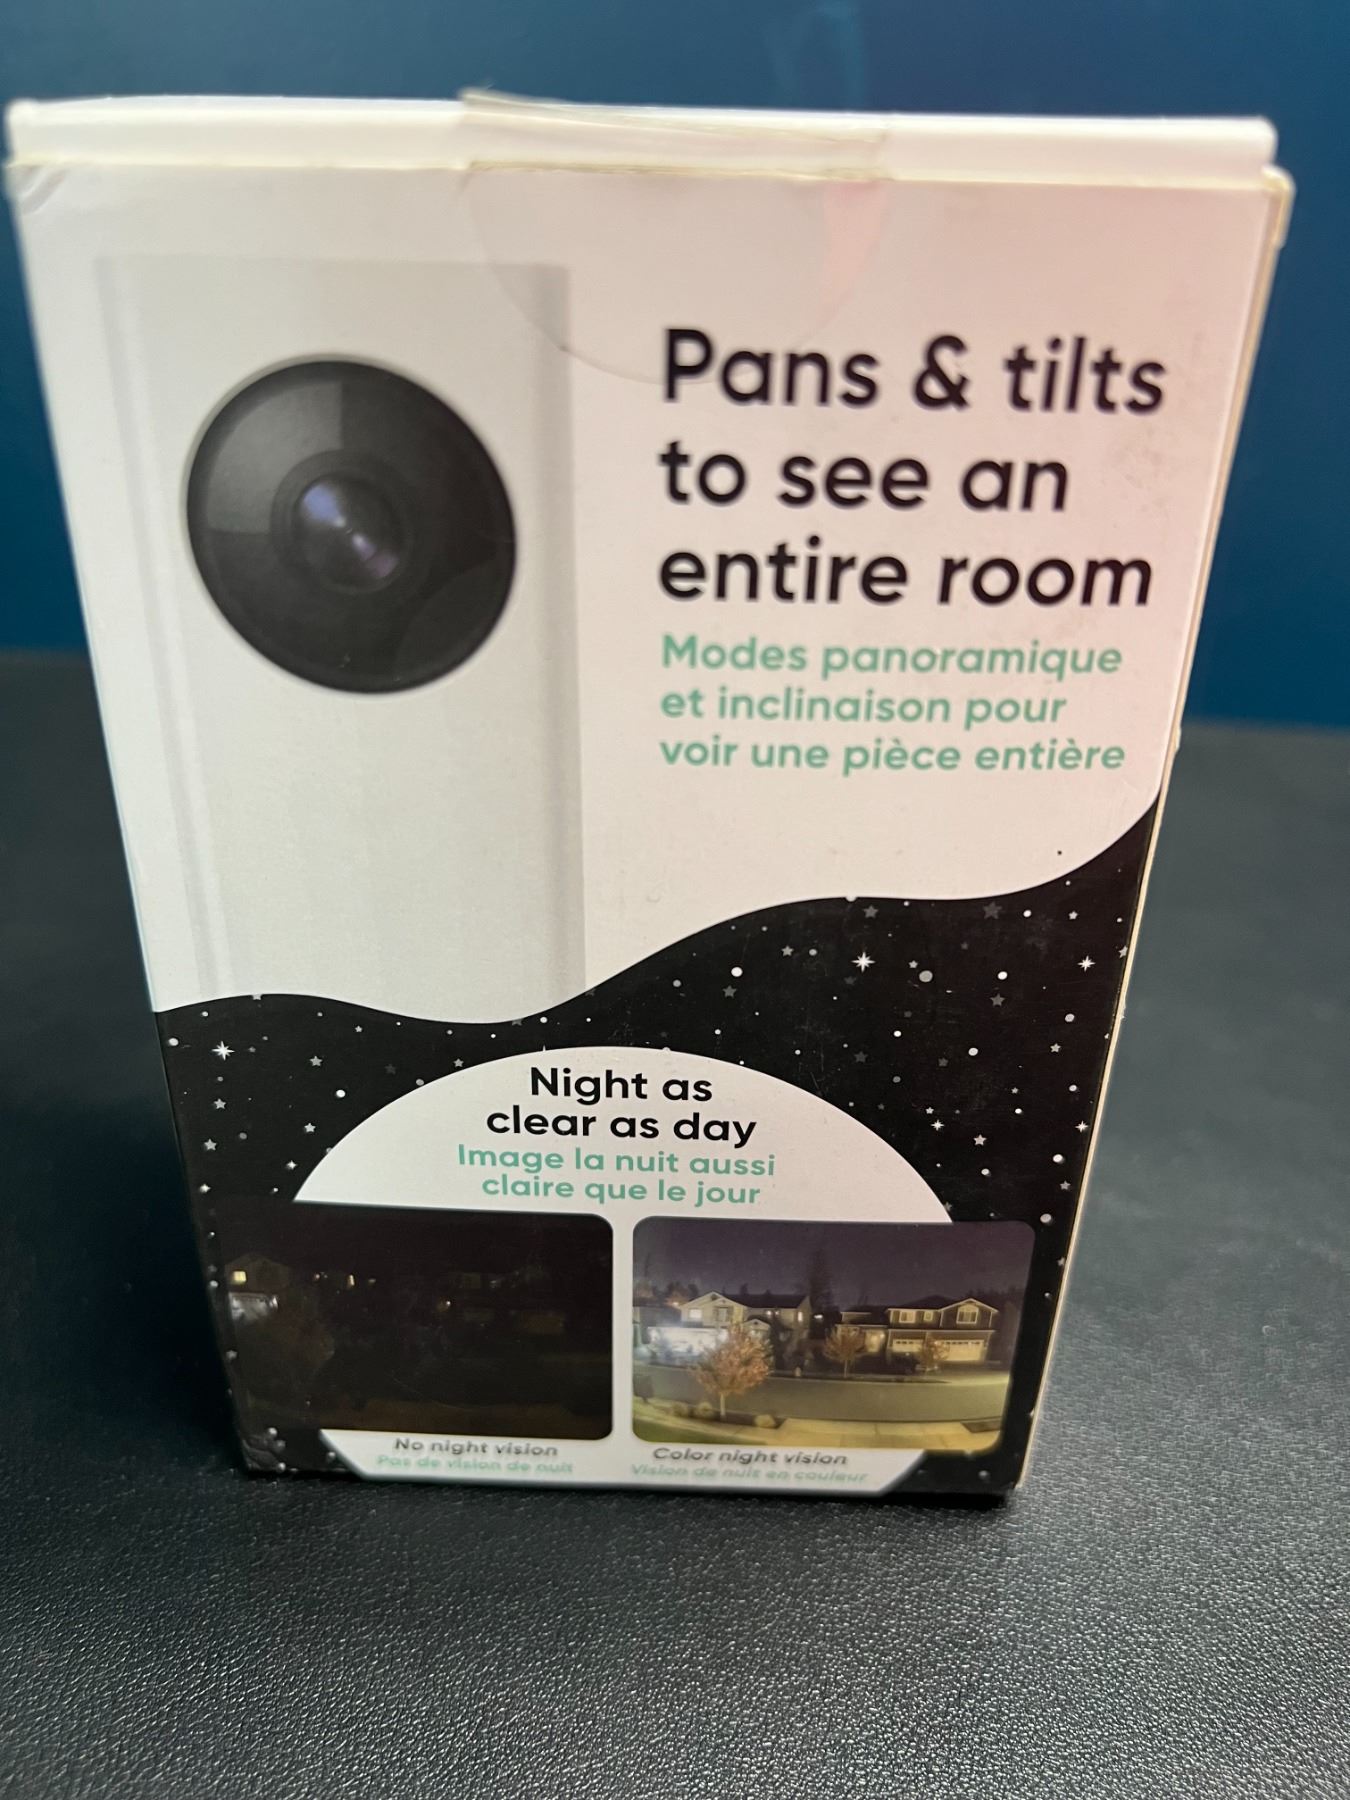 Pans & tilts
to see an
entire room
Modes panoramique
et inclinaison pour
voir une pièce entière
Night as
clear as day
Image la nuit aussi
claire que le jour
No night vision
Pas de vision de nuit
Color night vision
Vision de nuit en couleur